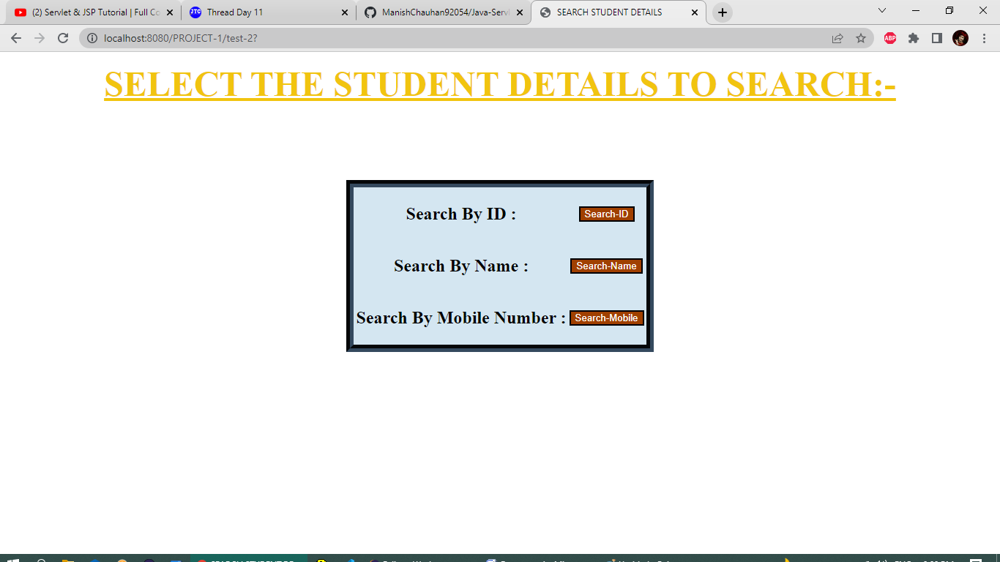 (2) Servlet & JSP Tutorial | Full Co
JTC Thread Day 11
ManishChauhan92054/Java-Servl
SEARCH STUDENT DETAILS
localhost:8080/PROJECT-1/test-2?
ABP
SELECT THE STUDENT DETAILS TO SEARCH:-
Search By ID : Search-ID
Search By Name : Search-Name
Search By Mobile Number : Search-Mobile